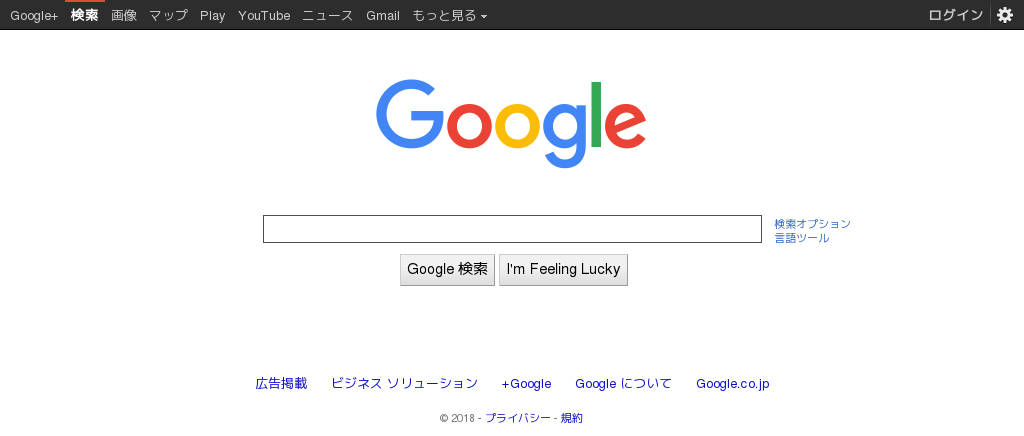 Google+ 検索 画像 マップ Play YouTube ニュース Gmail もっと見る ログイン
Google
検索オプション
言語ツール
Google 検索 I'm Feeling Lucky
広告掲載 ビジネス ソリューション +Google Google について Google.co.jp
© 2018 - プライバシー - 規約